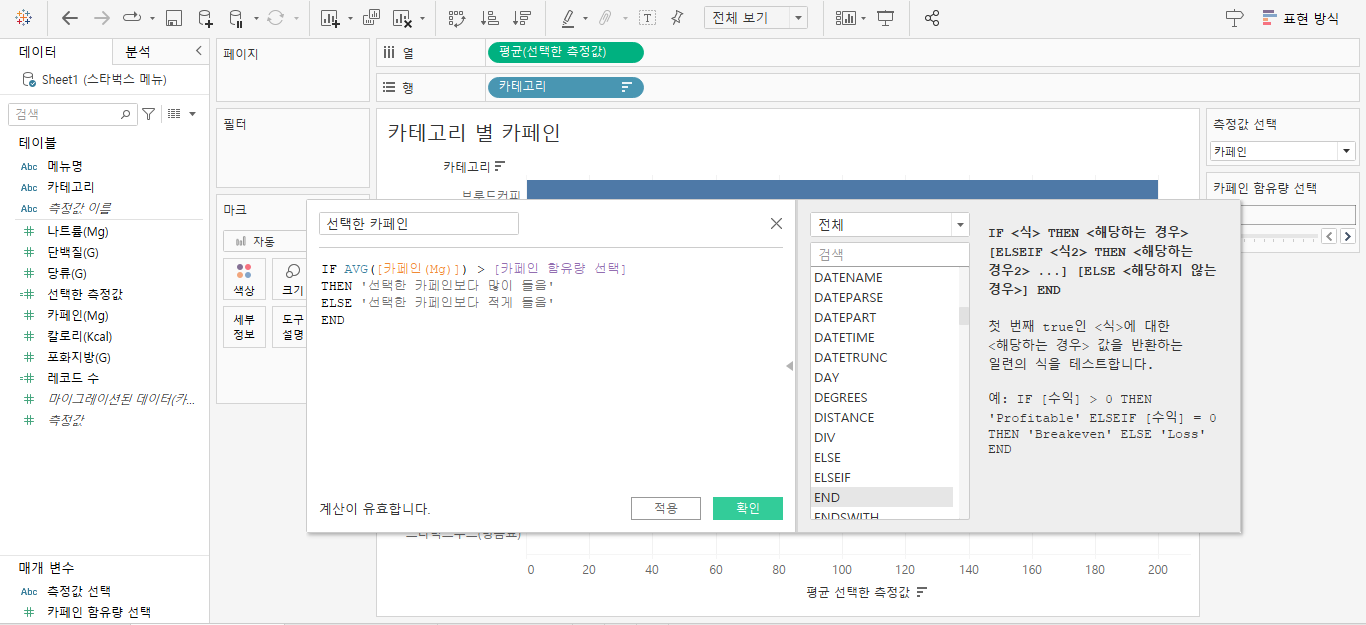 전체 보기
표현 방식
데이터
분석
Sheet1 (스타벅스 메뉴)
검색
테이블
Abc 메뉴명
Abc 카테고리
Abc 측정값 이름
나트륨(Mg)
단백질(G)
당류(G)
선택한 측정값
카페인(Mg)
칼로리(Kcal)
포화지방(G)
레코드 수
마이그레이션된 데이터(카...
측정값
매개 변수
Abc 측정값 선택
카페인 함유량 선택
페이지
필터
마크
자동
색상
크기
세부
정보
도구
설명
열
평균(선택한 측정값)
행
카테고리
카테고리 별 카페인
카테고리
브루드커피
0 20 40 60 80 100 120 140 160 180 200
평균 선택한 측정값
측정값 선택
카페인
카페인 함유량 선택
선택한 카페인
IF AVG([카페인(Mg)]) > [카페인 함유량 선택]
THEN '선택한 카페인보다 많이 들음'
ELSE '선택한 카페인보다 적게 들음'
END
계산이 유효합니다.
적용
확인
전체
검색
DATENAME
DATEPARSE
DATEPART
DATETIME
DATETRUNC
DAY
DEGREES
DISTANCE
DIV
ELSE
ELSEIF
END
ENDSWITH
IF <식> THEN <해당하는 경우>
[ELSEIF <식2> THEN <해당하는
경우2> ...] [ELSE <해당하지 않는
경우>] END
첫 번째 true인 <식>에 대한
<해당하는 경우> 값을 반환하는
일련의 식을 테스트합니다.
예: IF [수익] > 0 THEN
'Profitable' ELSEIF [수익] = 0
THEN 'Breakeven' ELSE 'Loss'
END